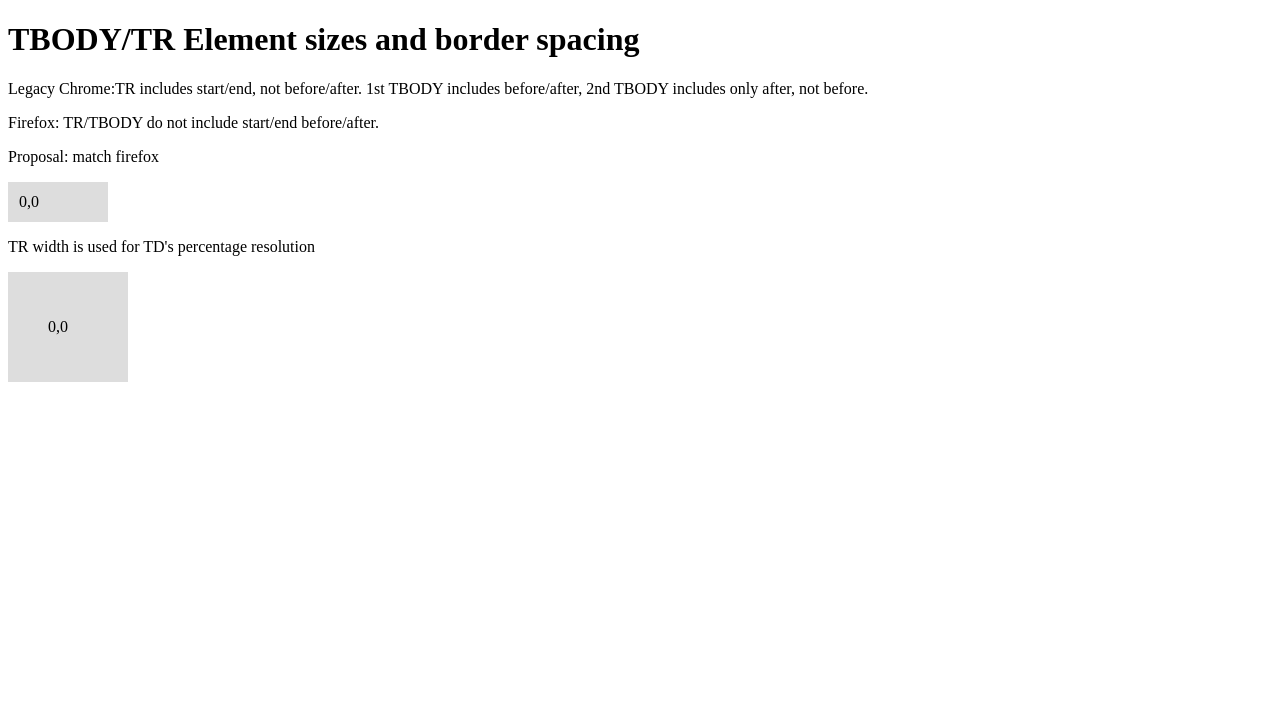 TBODY/TR Element sizes and border spacing
Legacy Chrome:TR includes start/end, not before/after. 1st TBODY includes before/after, 2nd TBODY includes only after, not before.
Firefox: TR/TBODY do not include start/end before/after.
Proposal: match firefox
0,0
TR width is used for TD's percentage resolution
0,0